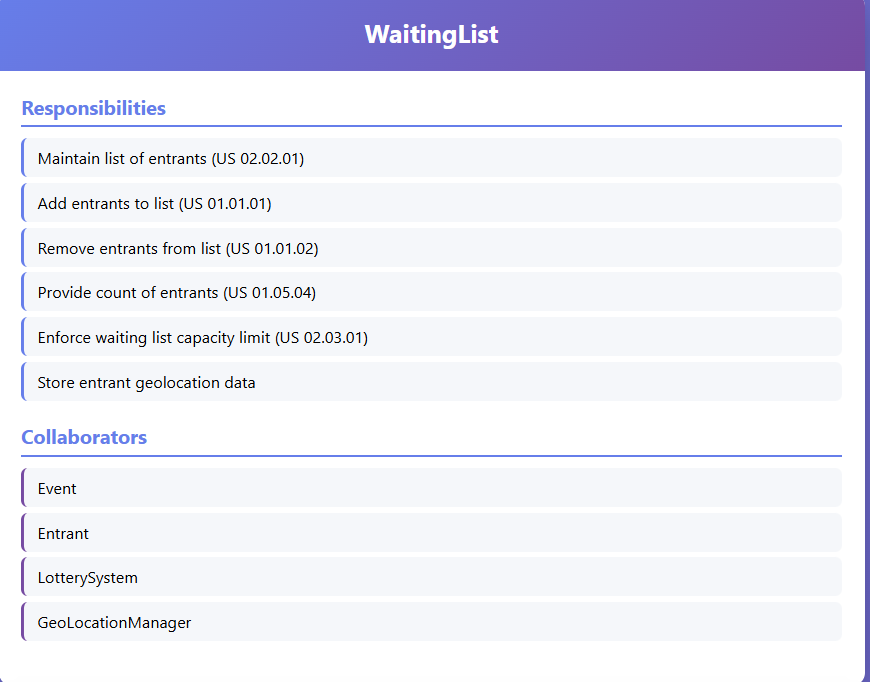 WaitingList
Responsibilities
Maintain list of entrants (US 02.02.01)
Add entrants to list (US 01.01.01)
Remove entrants from list (US 01.01.02)
Provide count of entrants (US 01.05.04)
Enforce waiting list capacity limit (US 02.03.01)
Store entrant geolocation data
Collaborators
Event
Entrant
LotterySystem
GeoLocationManager